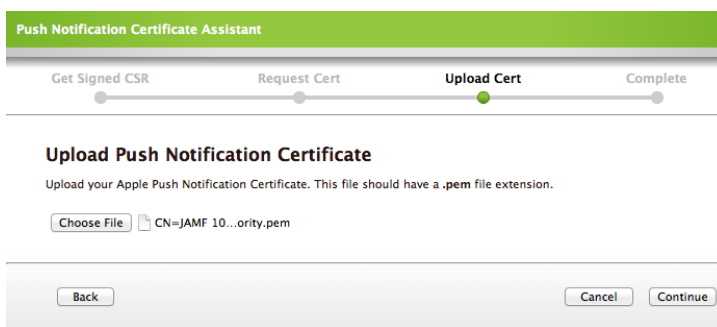 Push Notification Certificate Assistant
Get Signed CSR Request Cert Upload Cert Complete
Upload Push Notification Certificate
Upload your Apple Push Notification Certificate. This file should have a .pem file extension.
Choose File CN=JAMF 10...ority.pem
Back Cancel Continue